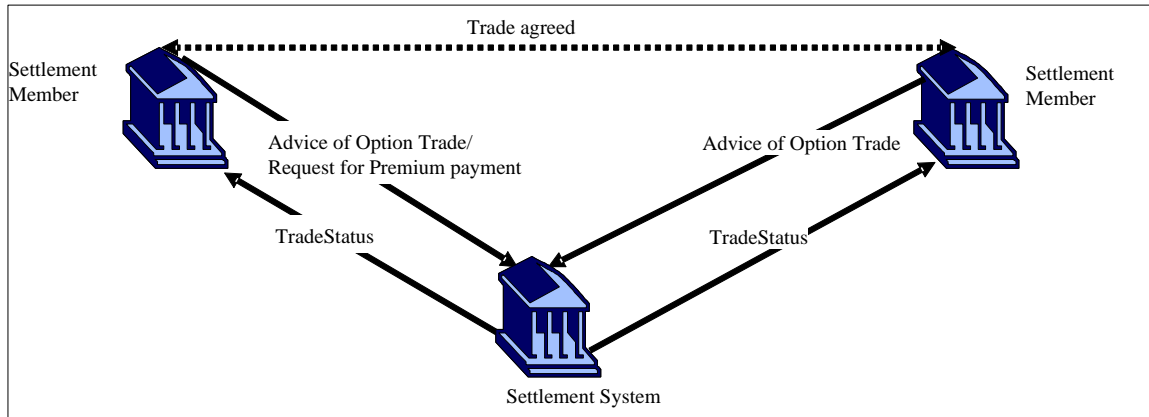 Trade agreed
Settlement
Member
Settlement
Member
Advice of Option Trade/
Request for Premium payment
Advice of Option Trade
TradeStatus
TradeStatus
Settlement System